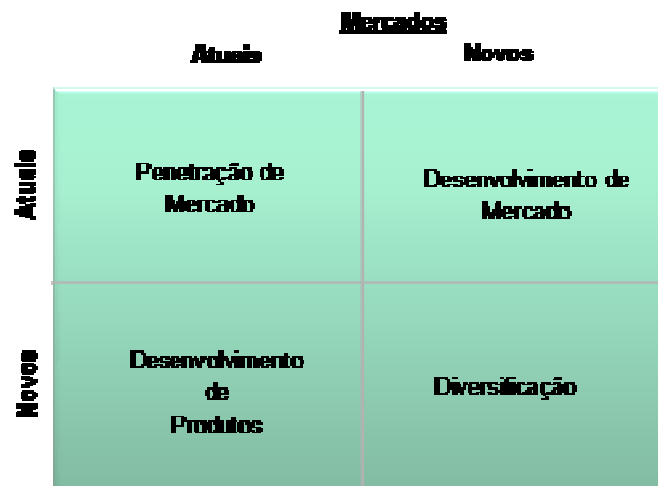 Mercados
Atuais Novos
Atuais
Penetração de
Mercado
Desenvolvimento de
Mercado
Novos
Desenvolvimento
de
Produtos
Diversificação